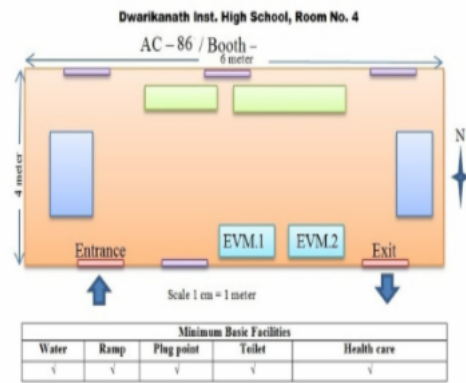 Dwarikanath Inst. High School, Room No. 4
AC – 86 / Booth –
6 meter
4 meter
N
EVM.1 EVM.2
Entrance Exit
Scale 1 cm = 1 meter
Minimum Basic Facilities
Water Ramp Plug point Toilet Health care
√ √ √ √ √